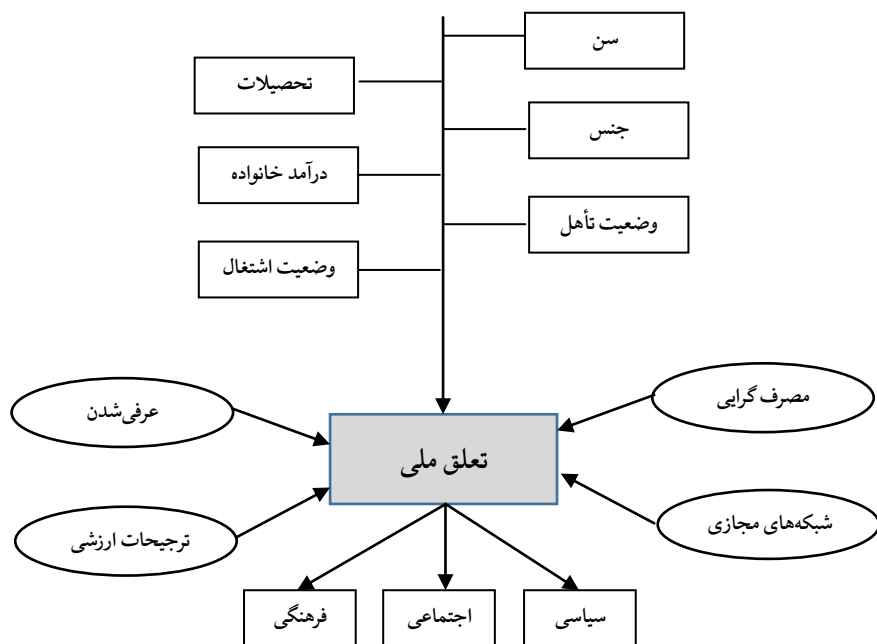 سن
تحصیلات
جنس
درآمد خانواده
وضعیت تأهل
وضعیت اشتغال
مصرف گرایی
عرفی‌شدن
تعلق ملی
شبکه‌های مجازی
ترجیحات ارزشی
سیاسی
اجتماعی
فرهنگی